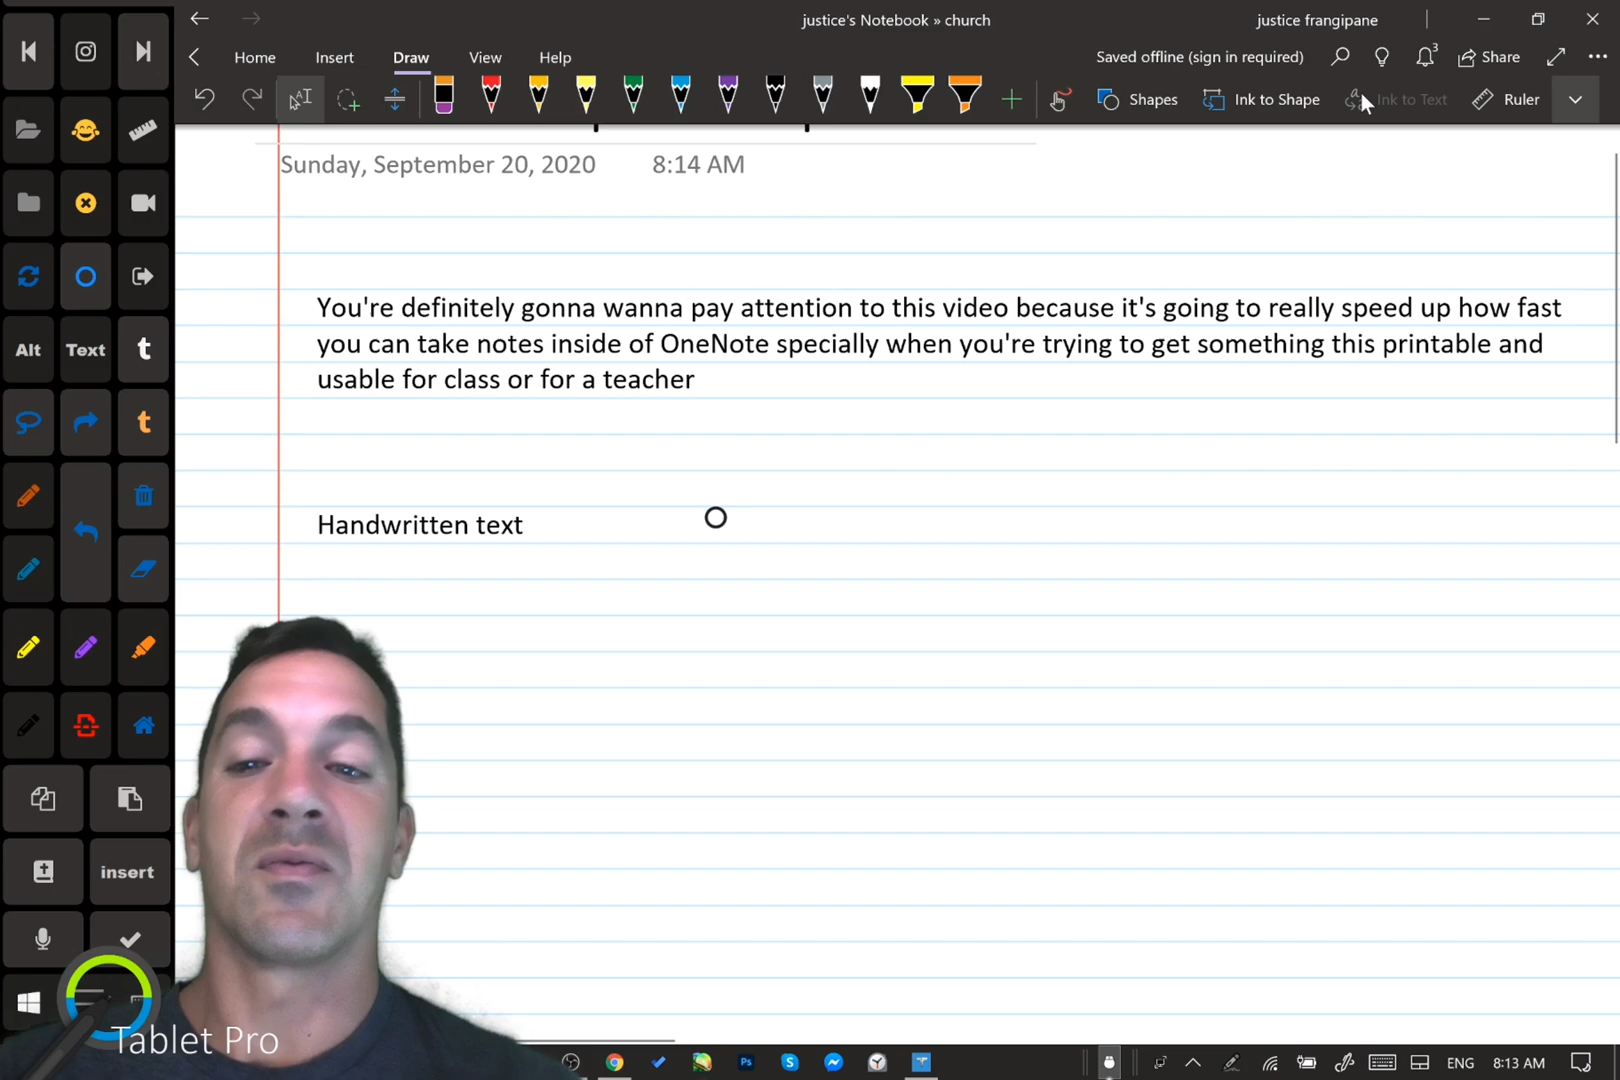 justice's Notebook » church
justice frangipane
Home Insert Draw View Help
Saved offline (sign in required)
3
Share
Shapes
Ink to Shape
Ink to Text
Ruler
Sunday, September 20, 2020 8:14 AM
You're definitely gonna wanna pay attention to this video because it's going to really speed up how fast
you can take notes inside of OneNote specially when you're trying to get something this printable and
usable for class or for a teacher
Handwritten text
Alt Text t
t
insert
Tablet Pro
Ps
ENG 8:13 AM